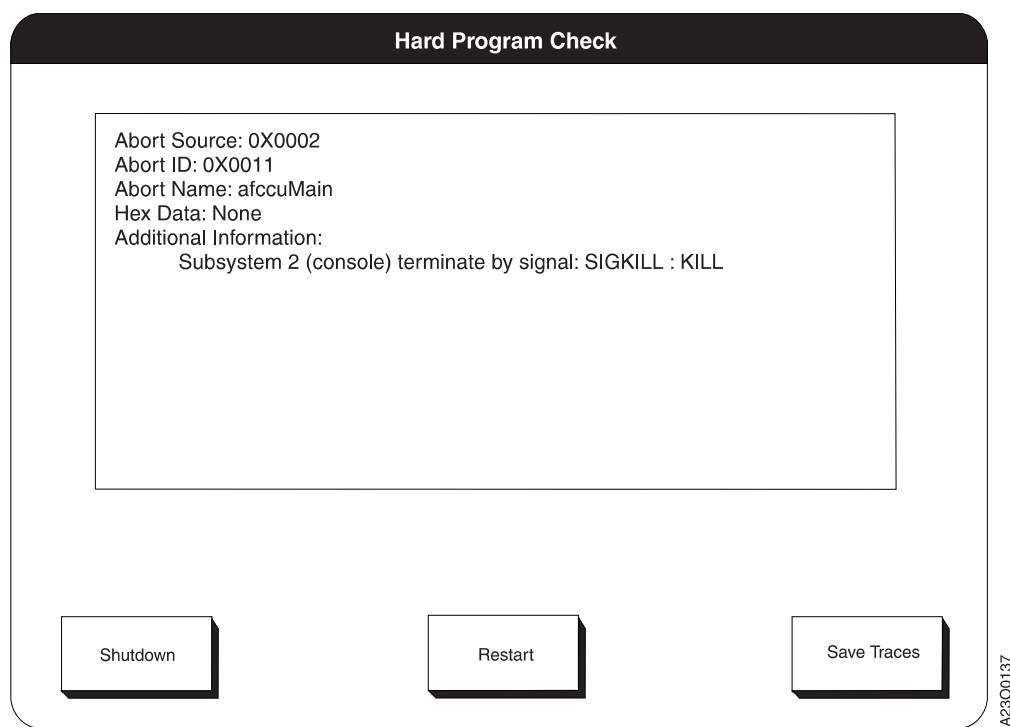 Hard Program Check
Abort Source: 0X0002
Abort ID: 0X0011
Abort Name: afccuMain
Hex Data: None
Additional Information:
Subsystem 2 (console) terminate by signal: SIGKILL : KILL
Shutdown
Restart
Save Traces
A23O0137